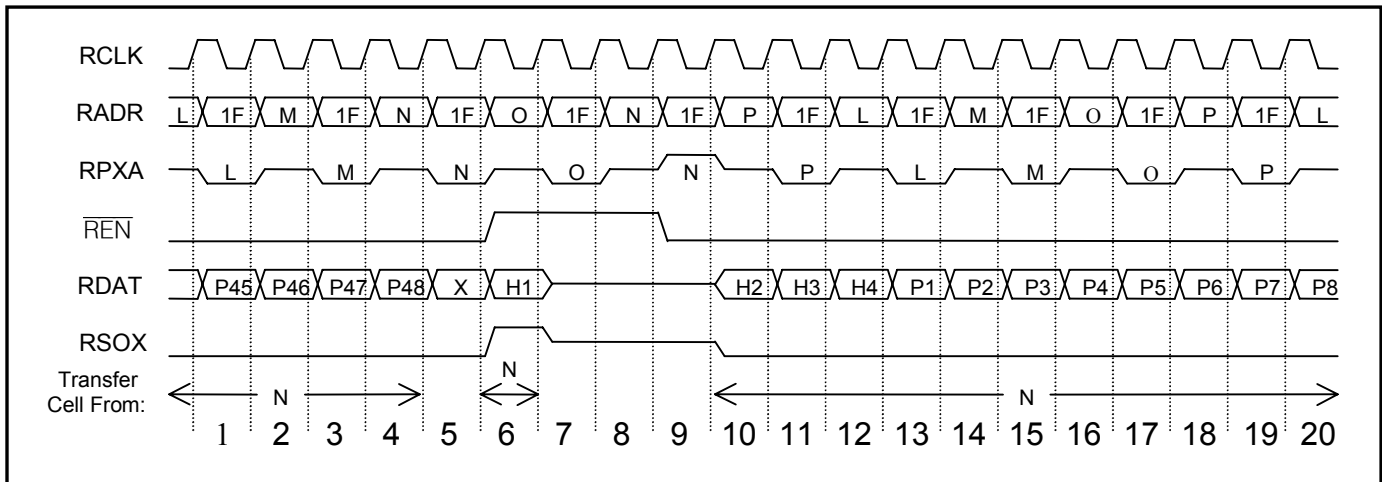 RCLK
RADR L 1F M 1F N 1F O 1F N 1F P 1F L 1F M 1F O 1F P 1F L
RPXA L M N O N P L M O P
REN
RDAT P45 P46 P47 P48 X H1 H2 H3 H4 P1 P2 P3 P4 P5 P6 P7 P8
RSOX
Transfer
Cell From: N N N
1 2 3 4 5 6 7 8 9 10 11 12 13 14 15 16 17 18 19 20